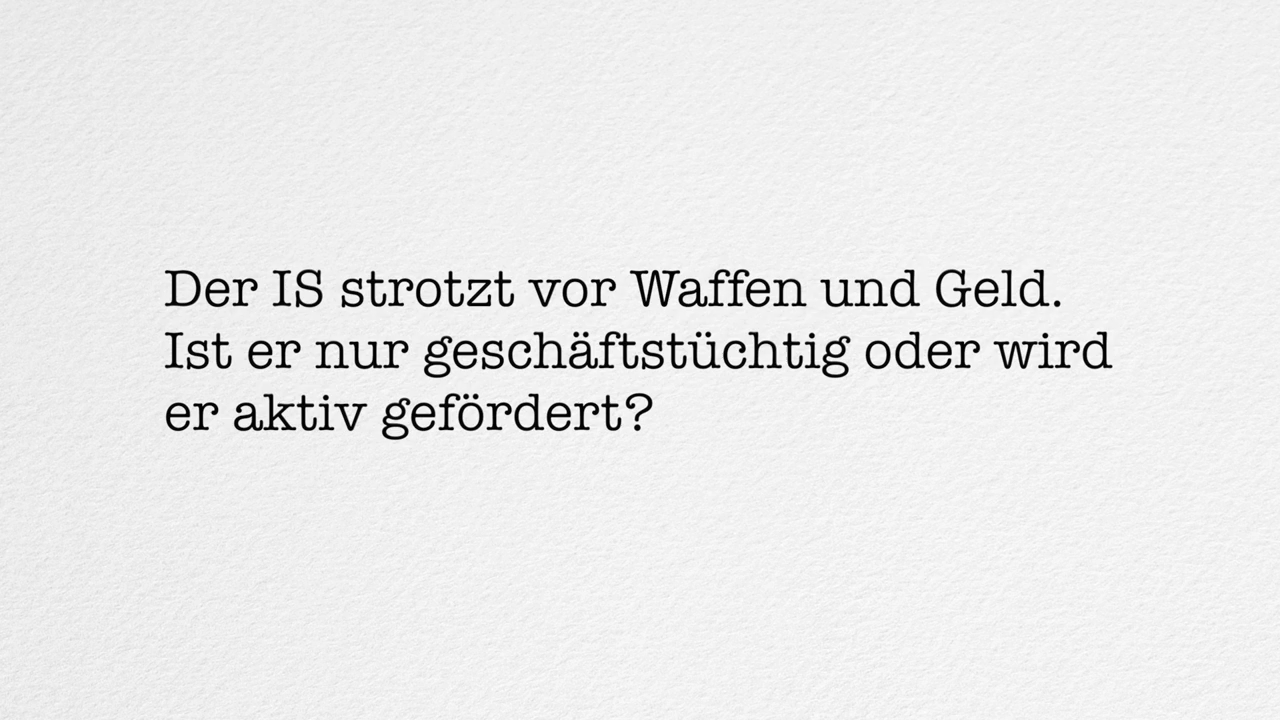 Der IS strotzt vor Waffen und Geld.
Ist er nur geschäftstüchtig oder wird
er aktiv gefördert?